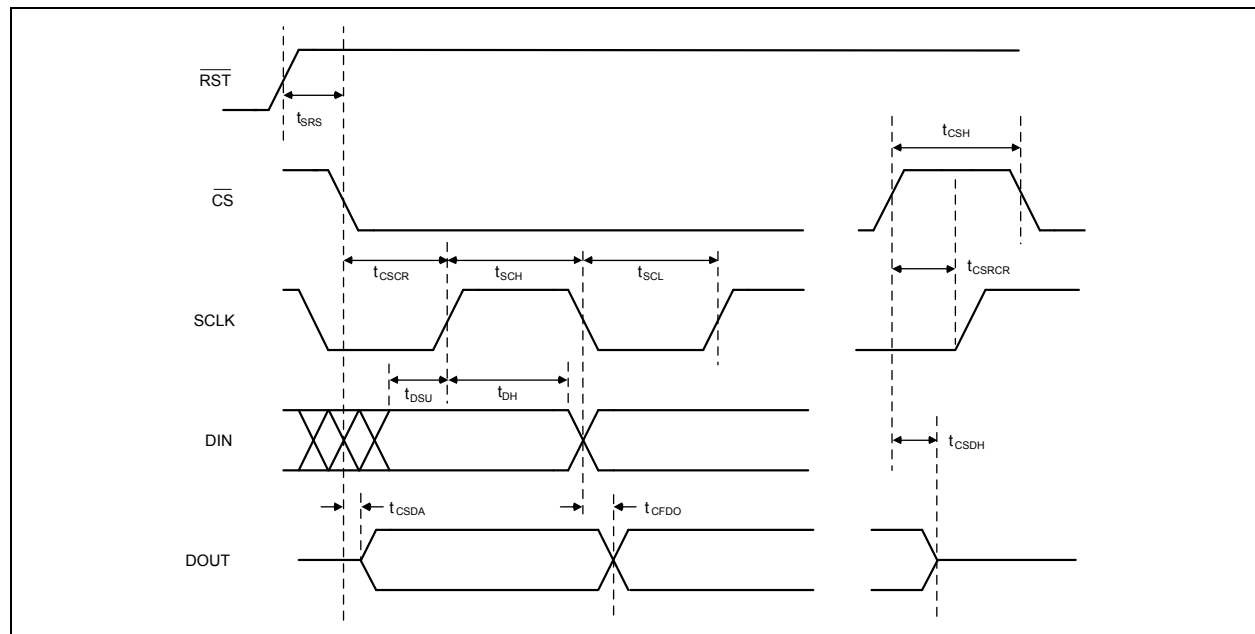 RST
tSRS
tCSH
CS
tCSCR
tSCH
tSCL
tCSRCR
SCLK
tDSU
tDH
DIN
tCSDH
tCSDA
tCFDO
DOUT